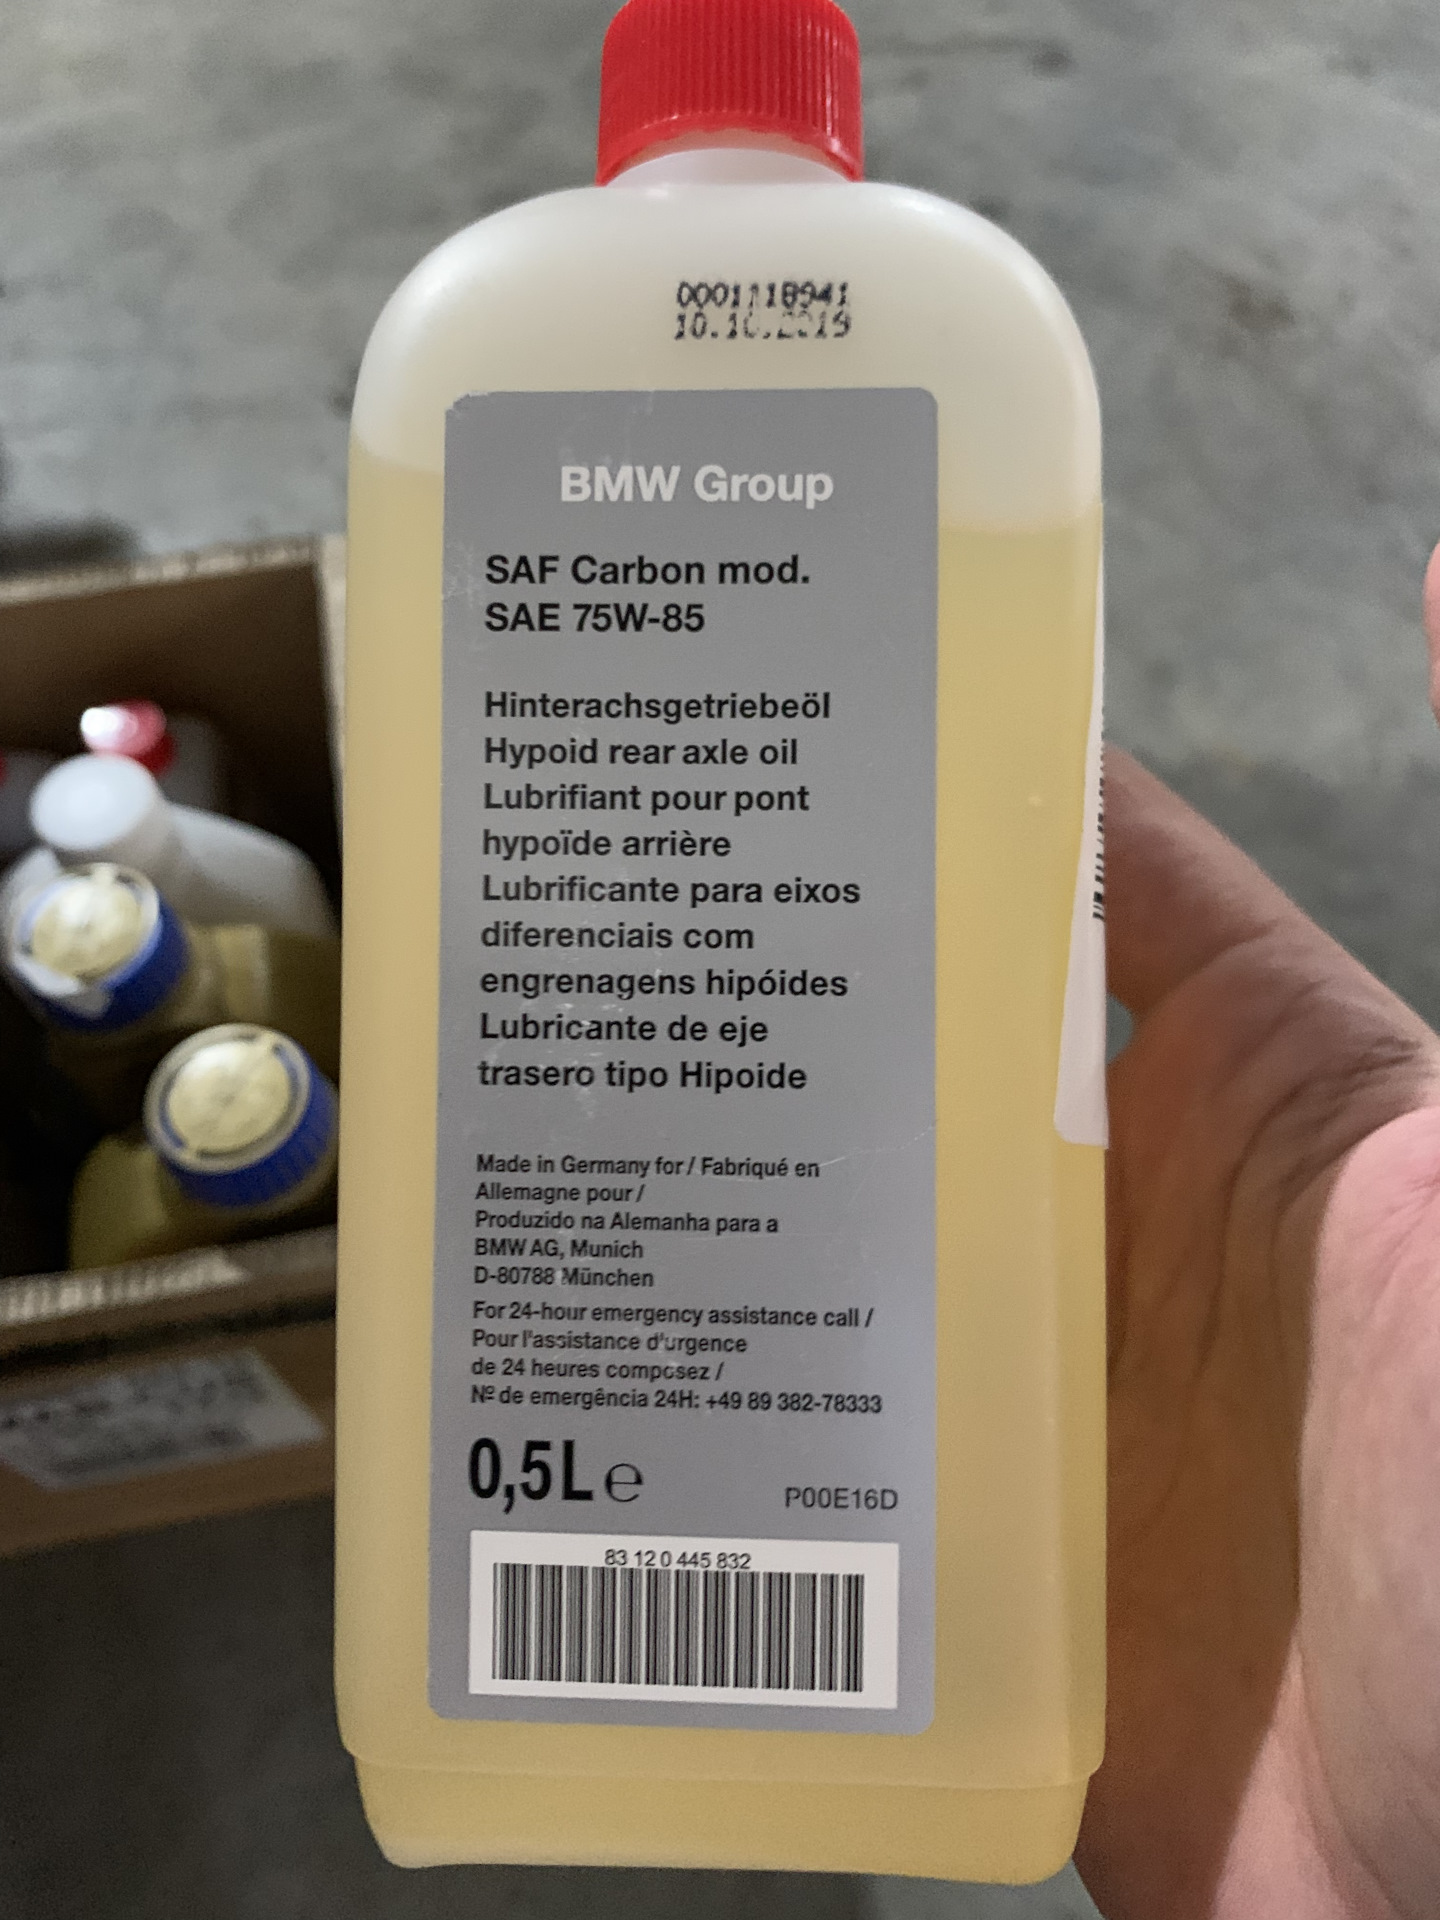 0001118941
10.10.2019
BMW Group
SAF Carbon mod.
SAE 75W-85
Hinterachsgetriebeöl
Hypoid rear axle oil
Lubrifiant pour pont
hypoïde arrière
Lubrificante para eixos
diferenciais com
engrenagens hipóides
Lubricante de eje
trasero tipo Hipoide
Made in Germany for / Fabriqué en
Allemagne pour /
Produzido na Alemanha para a
BMW AG, Munich
D-80788 München
For 24-hour emergency assistance call /
Pour l'assistance d'urgence
de 24 heures composez /
Nº de emergência 24H: +49 89 382-78333
0,5L ℮
P00E16D
83 12 0 445 832